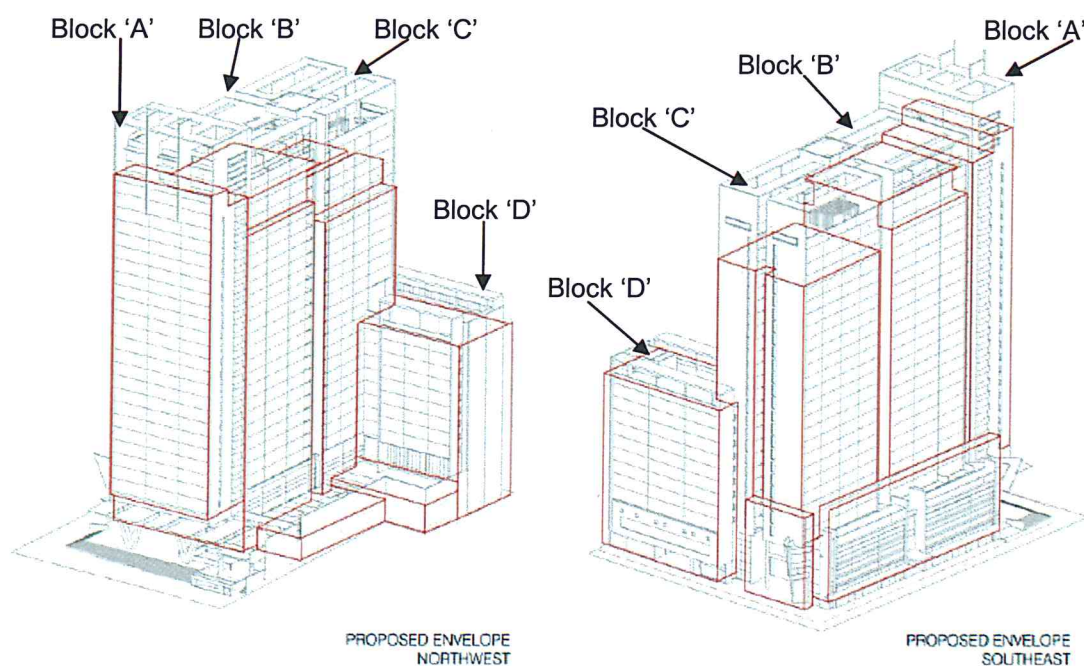 Block ‘A’
Block ‘B’
Block ‘C’
Block ‘D’
PROPOSED ENVELOPE
NORTHWEST
Block ‘A’
Block ‘B’
Block ‘C’
Block ‘D’
PROPOSED ENVELOPE
SOUTHEAST